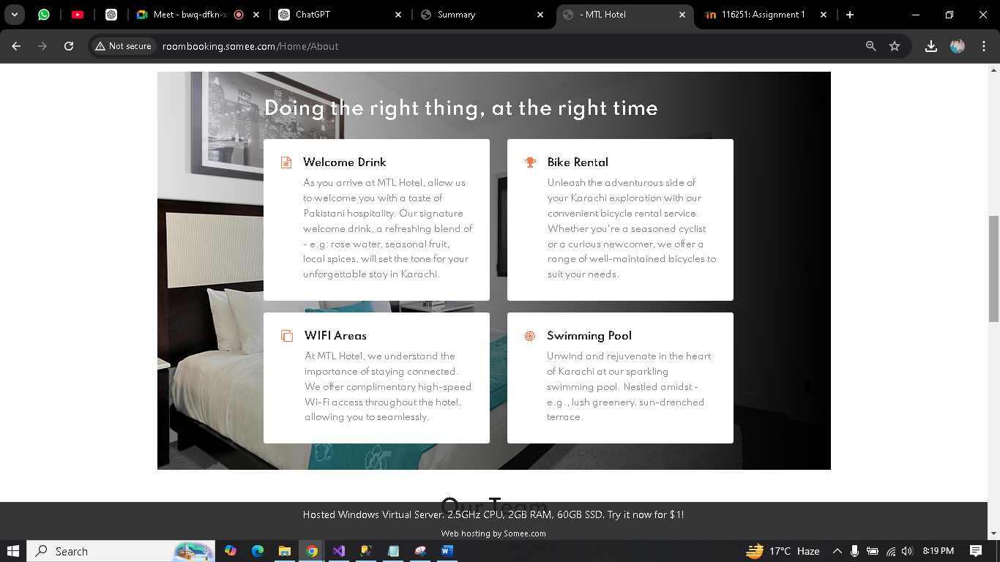 Meet - bwq-dfkn-x
ChatGPT
Summary
- MTL Hotel
116251: Assignment 1
Not secure
roombooking.somee.com/Home/About
Doing the right thing, at the right time
Welcome Drink
As you arrive at MTL Hotel, allow us
to welcome you with a taste of
Pakistani hospitality. Our signature
welcome drink, a refreshing blend of
- e.g: rose water, seasonal fruit,
local spices, will set the tone for your
unforgettable stay in Karachi.
Bike Rental
Unleash the adventurous side of
your Karachi exploration with our
convenient bicycle rental service.
Whether you're a seasoned cyclist
or a curious newcomer, we offer a
range of well-maintained bicycles to
suit your needs.
WIFI Areas
At MTL Hotel, we understand the
importance of staying connected.
We offer complimentary high-speed
Wi-Fi access throughout the hotel,
allowing you to seamlessly.
Swimming Pool
Unwind and rejuvenate in the heart
of Karachi at our sparkling
swimming pool. Nestled amidst -
e.g., lush greenery, sun-drenched
terrace.
Our Team
Hosted Windows Virtual Server. 2.5GHz CPU, 2GB RAM, 60GB SSD. Try it now for $1!
Web hosting by Somee.com
Search
17°C Haze
8:19 PM